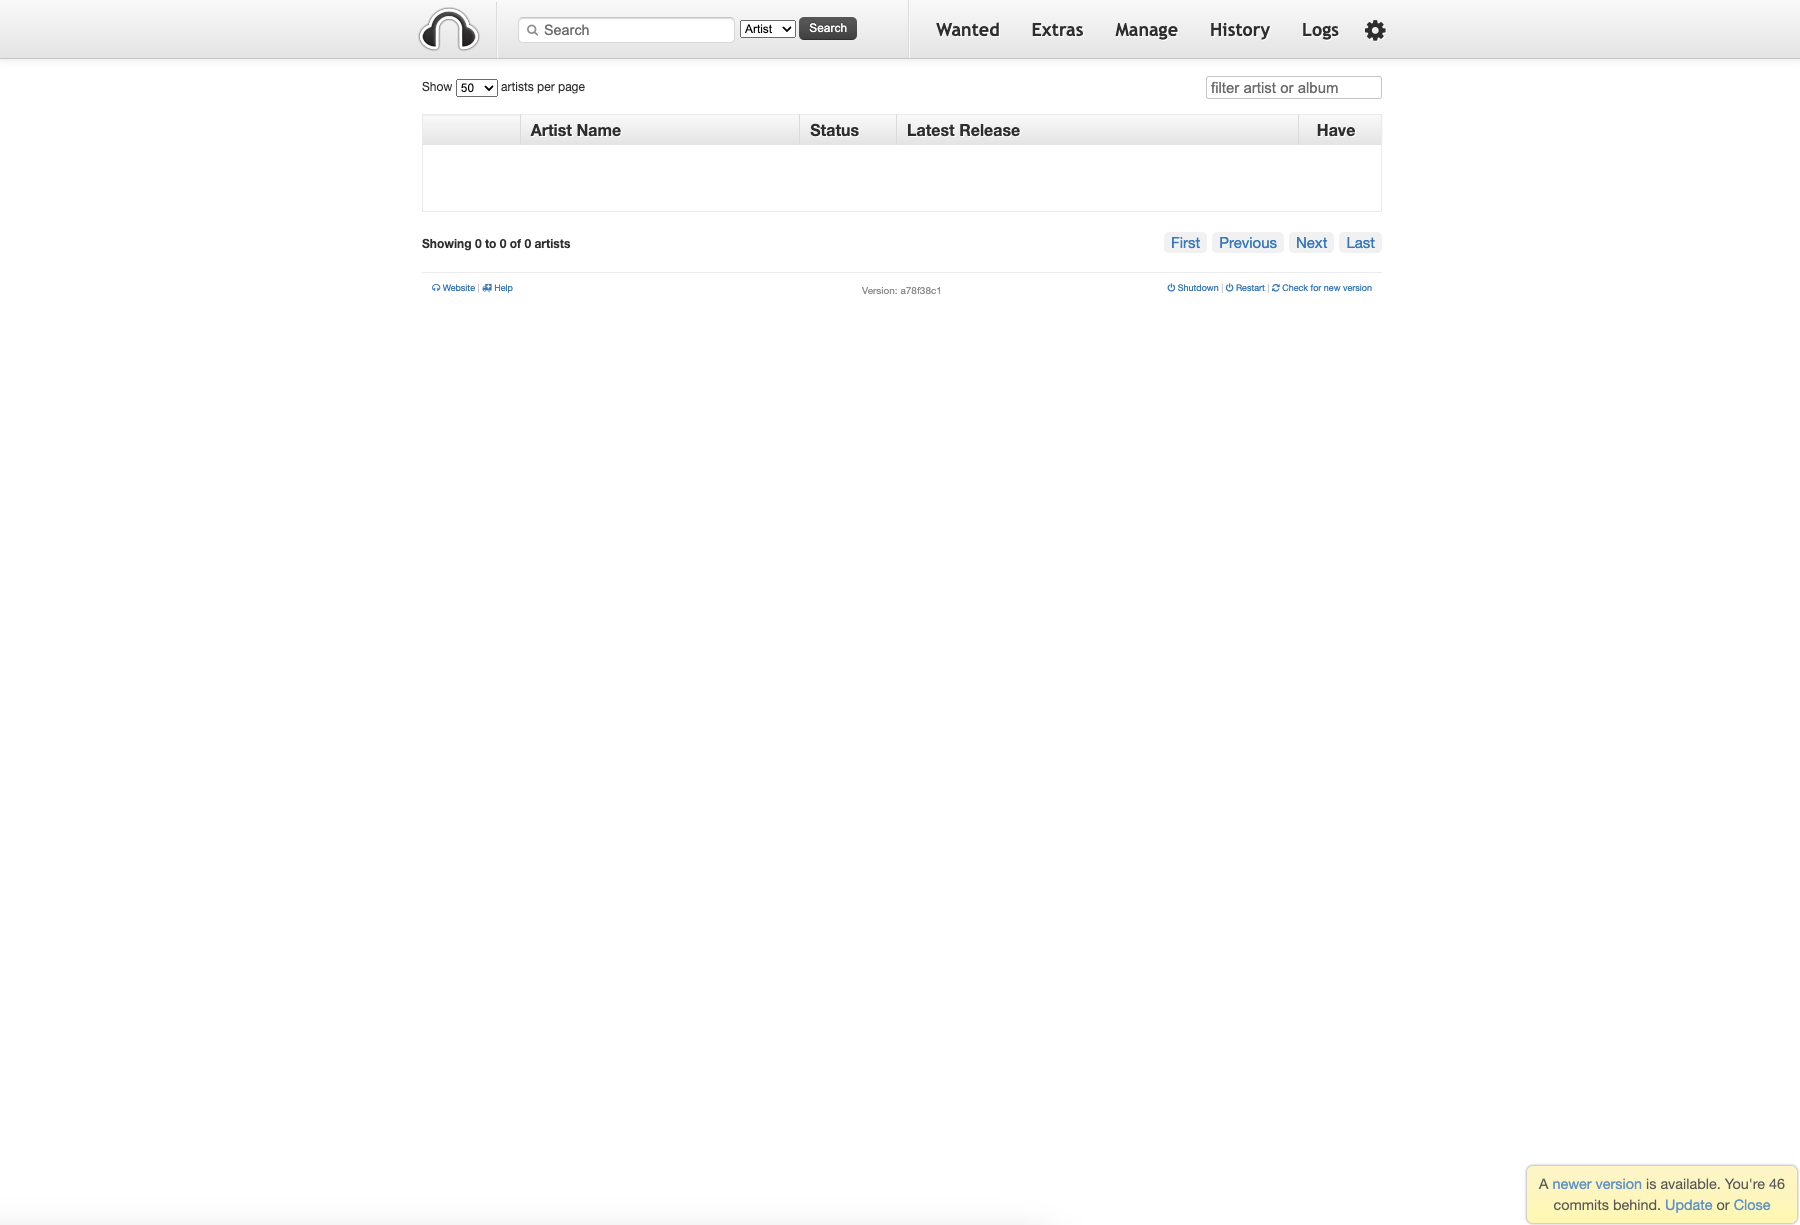 Search Artist Search Wanted Extras Manage History Logs
Show 50 artists per page filter artist or album
Artist Name Status Latest Release Have
Showing 0 to 0 of 0 artists First Previous Next Last
Website | Help Version: a78f38c1 Shutdown | Restart | Check for new version
A newer version is available. You're 46
commits behind. Update or Close